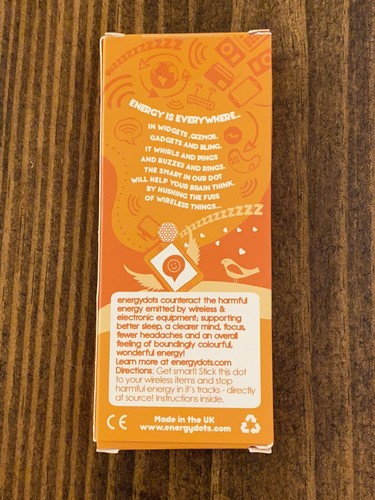 ENERGY IS EVERYWHERE...
IN WIDGETS, GIZMOS,
GADGETS AND BLING.
IT WHIRLS AND PINGS
AND BUZZES AND RINGS.
THE SMART IN OUR DOT
WILL HELP YOUR BRAIN THINK,
BY HUSHING THE FUSS
OF WIRELESS THINGS...
zzzzzzzzzzz
energydots counteract the harmful
energy emitted by wireless &
electronic equipment; supporting
better sleep, a clearer mind, focus,
fewer headaches and an overall
feeling of boundingly colourful,
wonderful energy!
Learn more at energydots.com
Directions: Get smart! Stick this dot
to your wireless items and stop
harmful energy in it's tracks - directly
at source! Instructions inside.
CE
Made in the UK
www.energydots.com